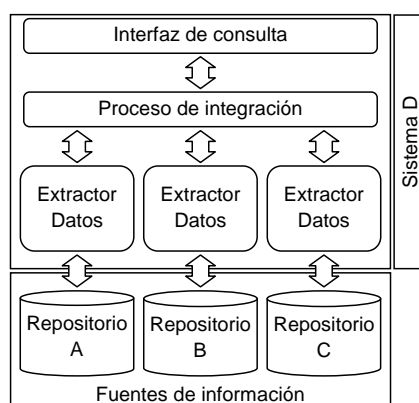 Interfaz de consulta
Proceso de integración
Extractor
Datos
Extractor
Datos
Extractor
Datos
Sistema D
Repositorio
A
Repositorio
B
Repositorio
C
Fuentes de información